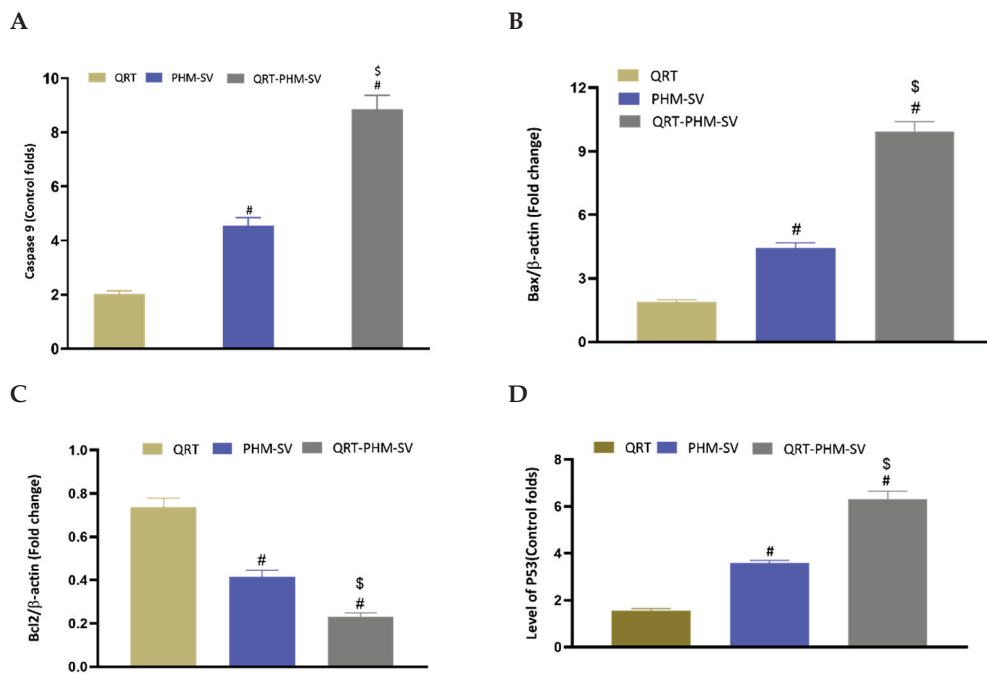 A
QRT PHM-SV QRT-PHM-SV
Caspase 9 (Control folds)
10
8
6
4
2
0
#
$
#
B
QRT
PHM-SV
QRT-PHM-SV
Bax/β-actin (Fold change)
12
9
6
3
0
#
$
#
C
QRT PHM-SV QRT-PHM-SV
Bcl2/β-actin (Fold change)
1.0
0.8
0.6
0.4
0.2
0.0
#
$
#
D
QRT PHM-SV QRT-PHM-SV
Level of P53(Control folds)
8
6
4
2
0
#
$
#